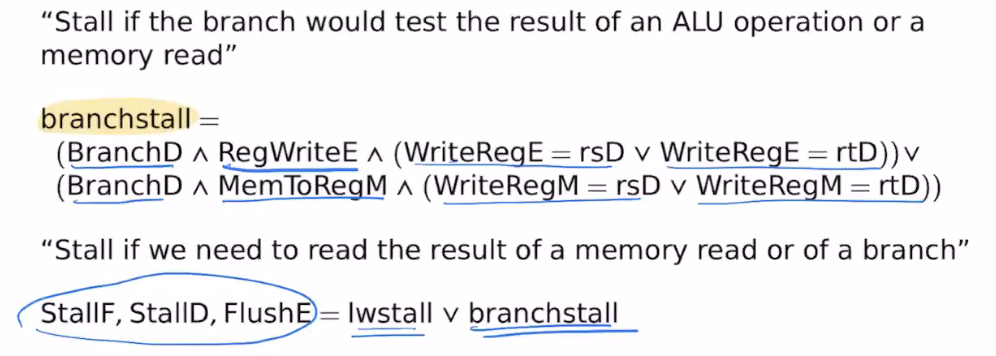 “Stall if the branch would test the result of an ALU operation or a
memory read”
branchstall =
(BranchD ∧ RegWriteE ∧ (WriteRegE = rsD ∨ WriteRegE = rtD))∨
(BranchD ∧ MemToRegM ∧ (WriteRegM = rsD ∨ WriteRegM = rtD))
“Stall if we need to read the result of a memory read or of a branch”
StallF, StallD, FlushE = lwstall ∨ branchstall